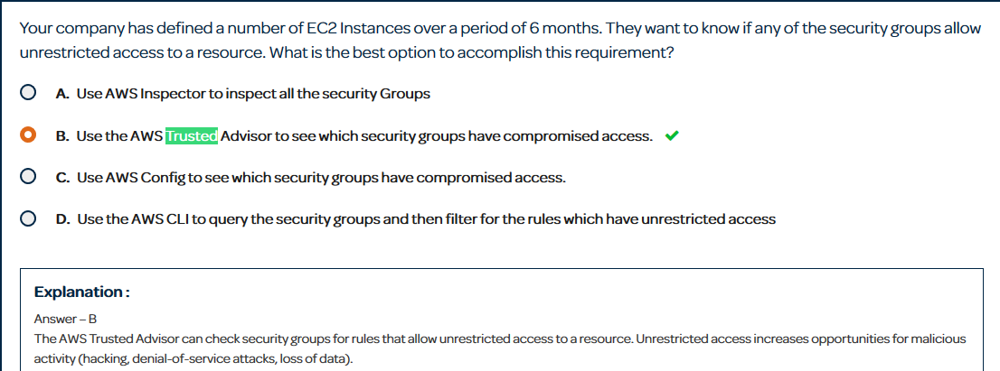 Your company has defined a number of EC2 Instances over a period of 6 months. They want to know if any of the security groups allow
unrestricted access to a resource. What is the best option to accomplish this requirement?
A. Use AWS Inspector to inspect all the security Groups
B. Use the AWS Trusted Advisor to see which security groups have compromised access.
C. Use AWS Config to see which security groups have compromised access.
D. Use the AWS CLI to query the security groups and then filter for the rules which have unrestricted access
Explanation :
Answer – B
The AWS Trusted Advisor can check security groups for rules that allow unrestricted access to a resource. Unrestricted access increases opportunities for malicious
activity (hacking, denial-of-service attacks, loss of data).